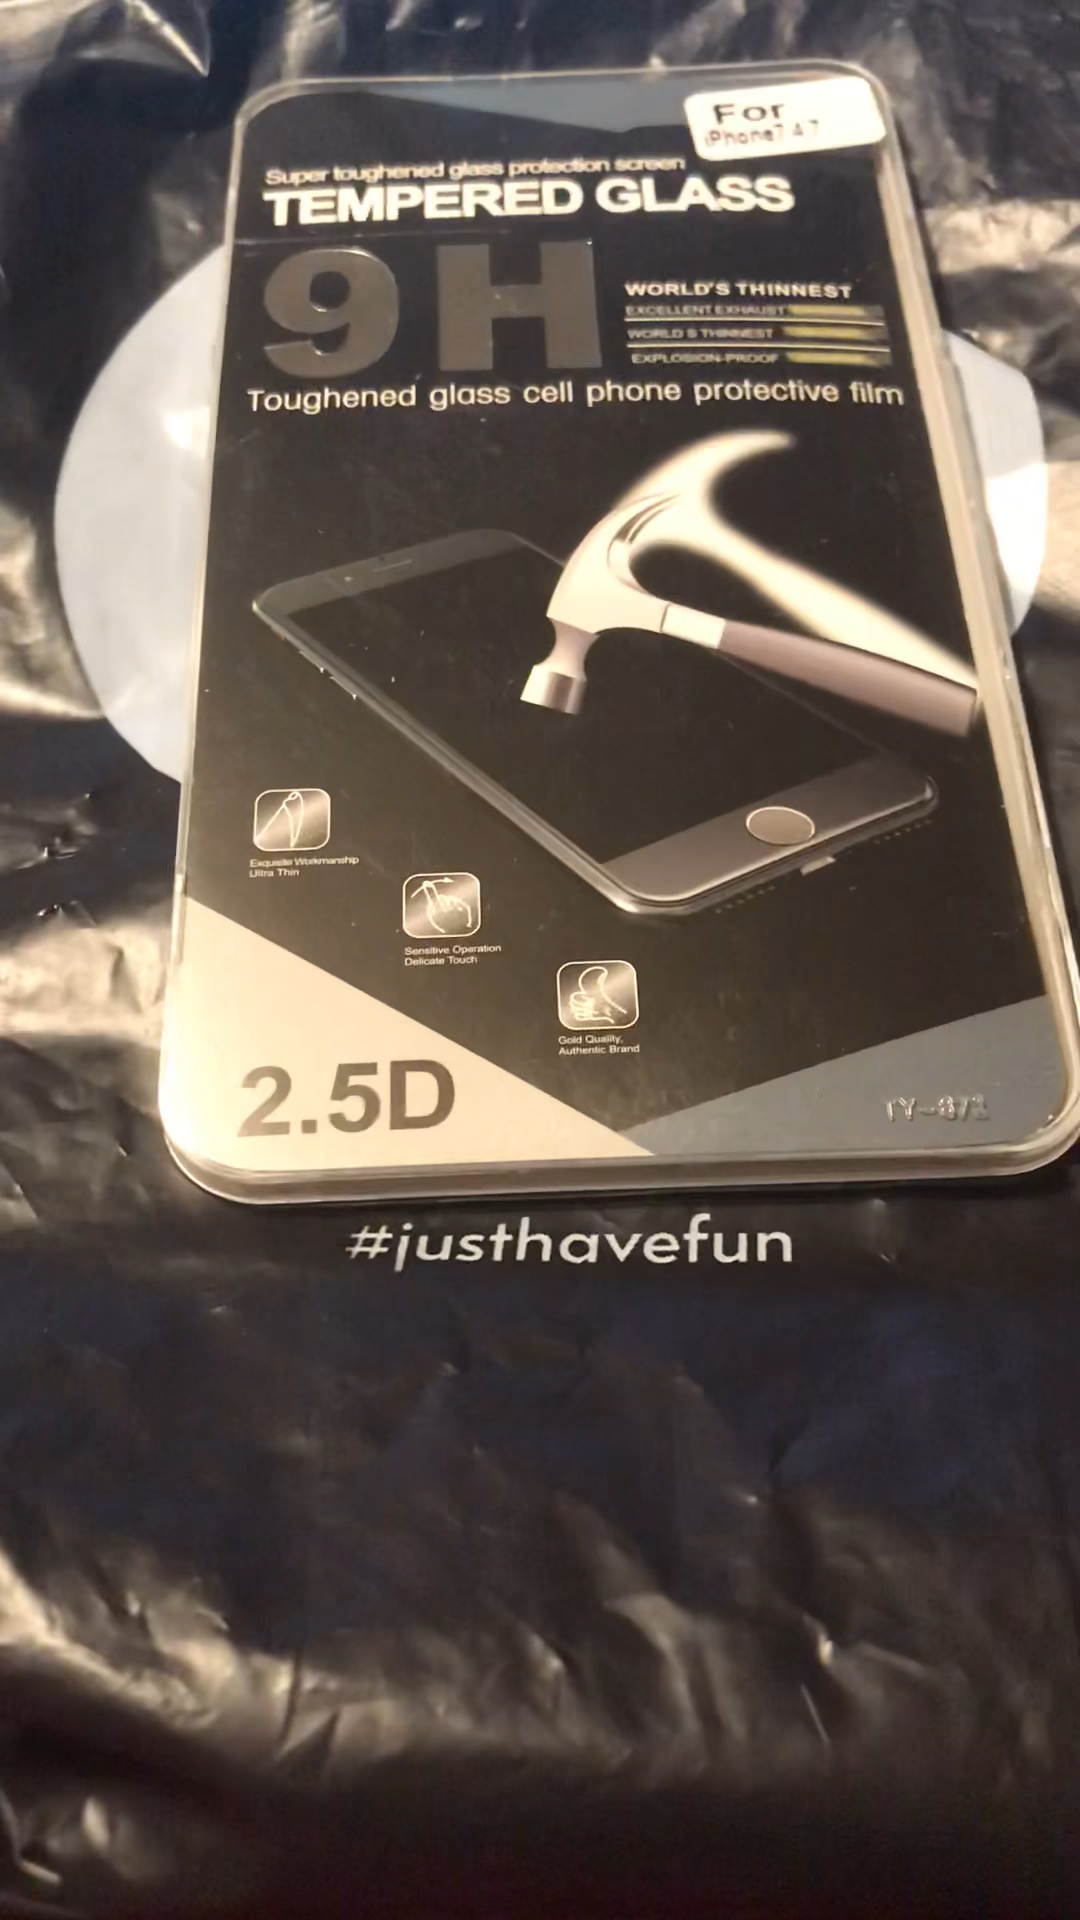 For
iPhone7 4.7
Super toughened glass protection screen
TEMPERED GLASS
9H
WORLD'S THINNEST
EXCELLENT EXHAUST
WORLD S THINNEST
EXPLOSION-PROOF
Toughened glass cell phone protective film
Exquisite Workmanship
Ultra Thin
Sensitive Operation
Delicate Touch
Gold Quality,
Authentic Brand
2.5D
#justhavefun